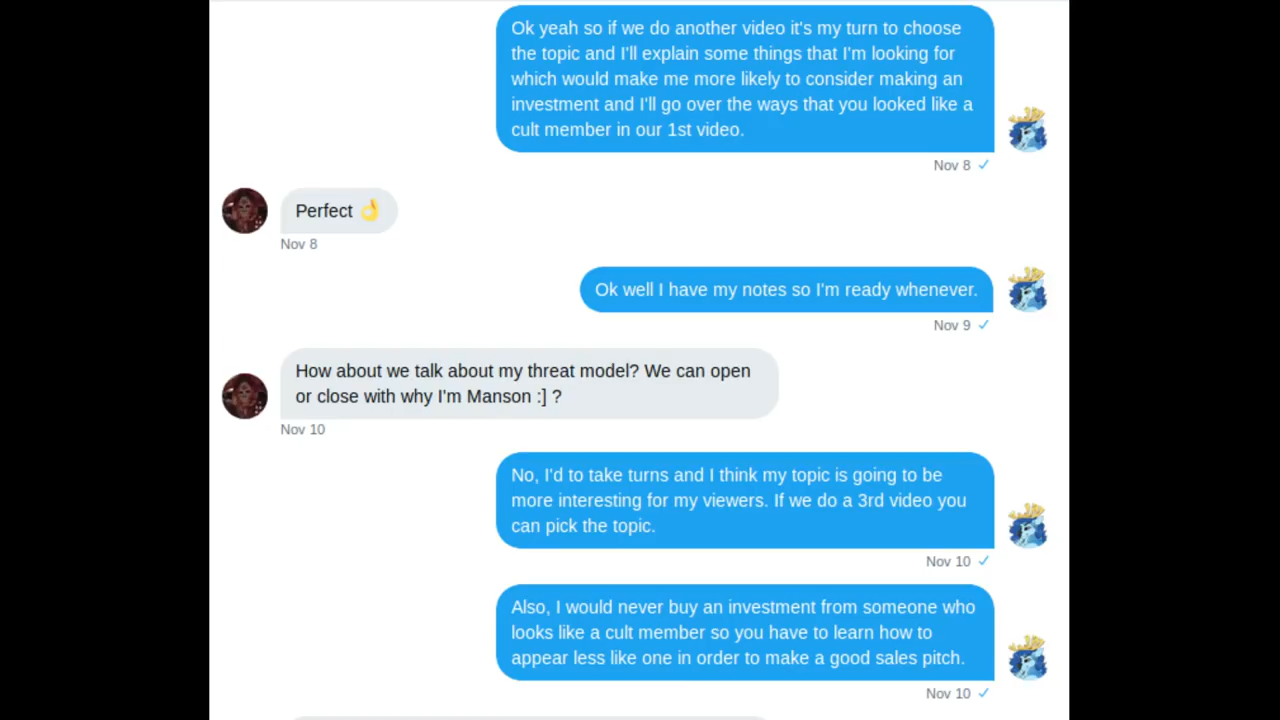 Ok yeah so if we do another video it's my turn to choose
the topic and I'll explain some things that I'm looking for
which would make me more likely to consider making an
investment and I'll go over the ways that you looked like a
cult member in our 1st video.
Nov 8 ✓
Perfect 👌
Nov 8
Ok well I have my notes so I'm ready whenever.
Nov 9 ✓
How about we talk about my threat model? We can open
or close with why I'm Manson :] ?
Nov 10
No, I'd to take turns and I think my topic is going to be
more interesting for my viewers. If we do a 3rd video you
can pick the topic.
Nov 10 ✓
Also, I would never buy an investment from someone who
looks like a cult member so you have to learn how to
appear less like one in order to make a good sales pitch.
Nov 10 ✓